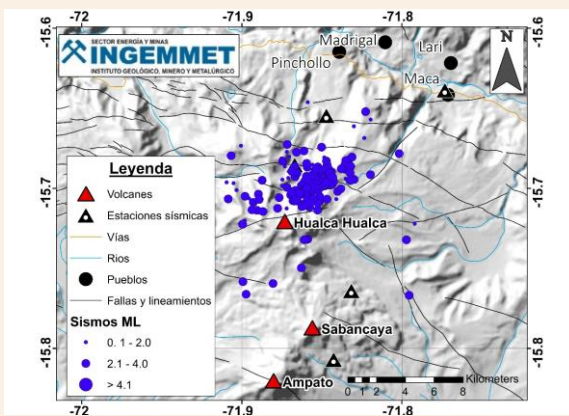 -72
-71.9
-71.8
-15.6
-15.6
SECTOR ENERGÍA Y MINAS
INGEMMET
INSTITUTO GEOLÓGICO, MINERO Y METALÚRGICO
Madrigal
Lari
Pinchollo
Maca
N
Leyenda
Volcanes
Estaciones sísmicas
Vías
Rios
Pueblos
Fallas y lineamientos
Sismos ML
0. 1 - 2.0
2.1 - 4.0
> 4.1
-15.7
-15.7
Hualca Hualca
Sabancaya
Ampato
-15.8
-15.8
Kilometers
0 1 2 4 6 8
-72
-71.9
-71.8